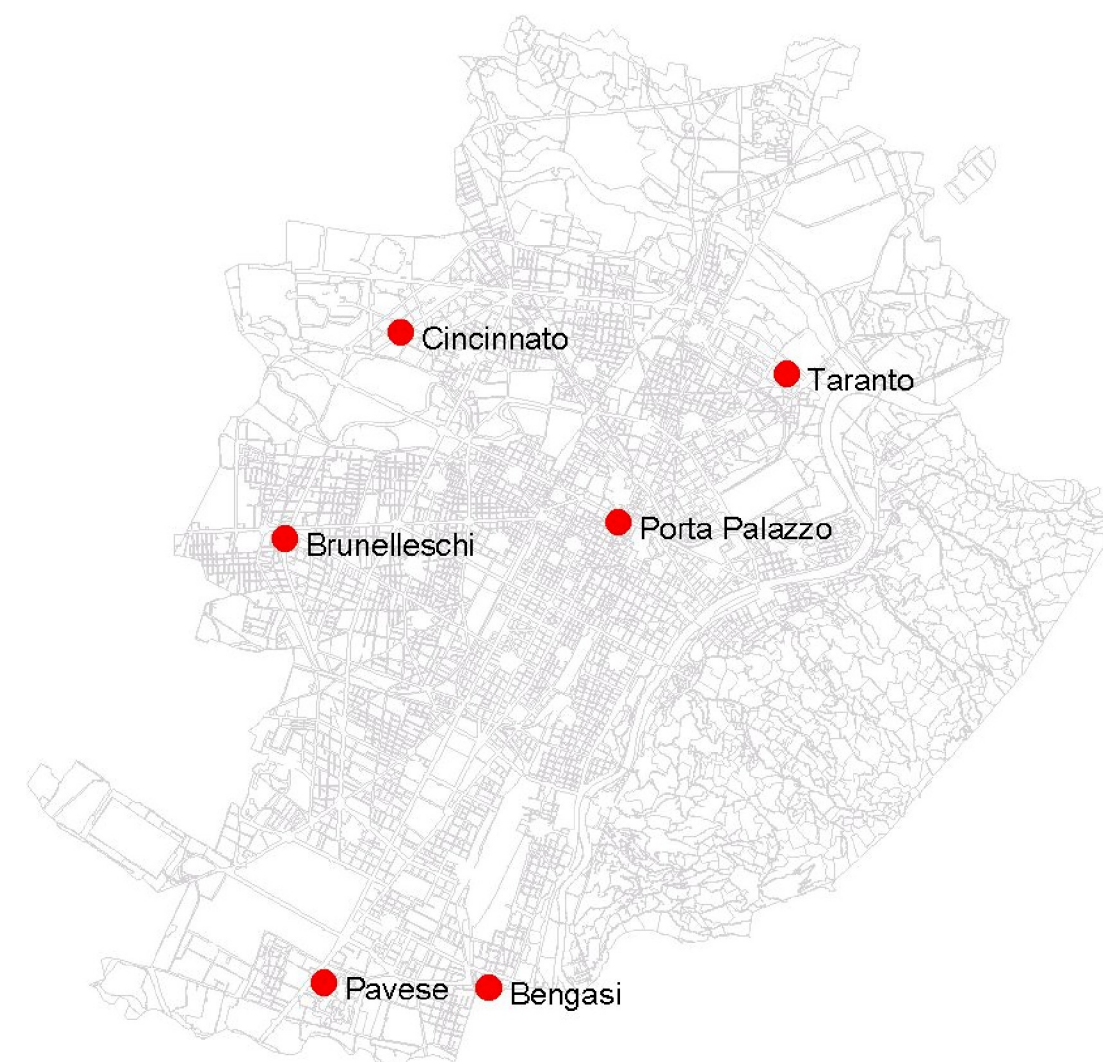 Cincinnato
Taranto
Porta Palazzo
Brunelleschi
Pavese
Bengasi